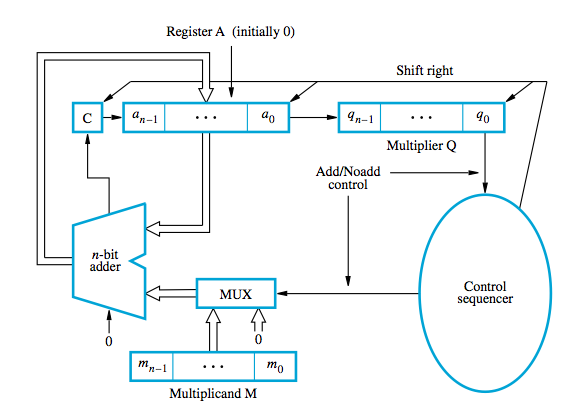 Register A (initially 0)
Shift right
C
a_{n-1} ... a_0
q_{n-1} ... q_0
Multiplier Q
Add/Noadd
control
n-bit
adder
MUX
Control
sequencer
0
0
m_{n-1} ... m_0
Multiplicand M